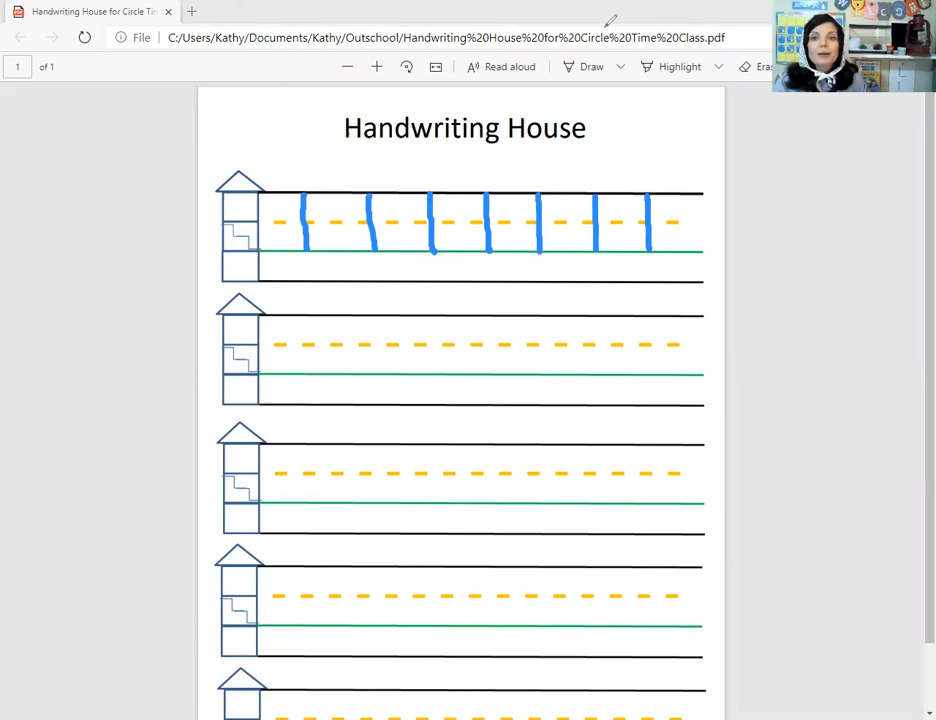 Handwriting House for Circle Tim
File C:/Users/Kathy/Documents/Kathy/Outschool/Handwriting%20House%20for%20Circle%20Time%20Class.pdf
1 of 1 Read aloud Draw Highlight Eras
Handwriting House